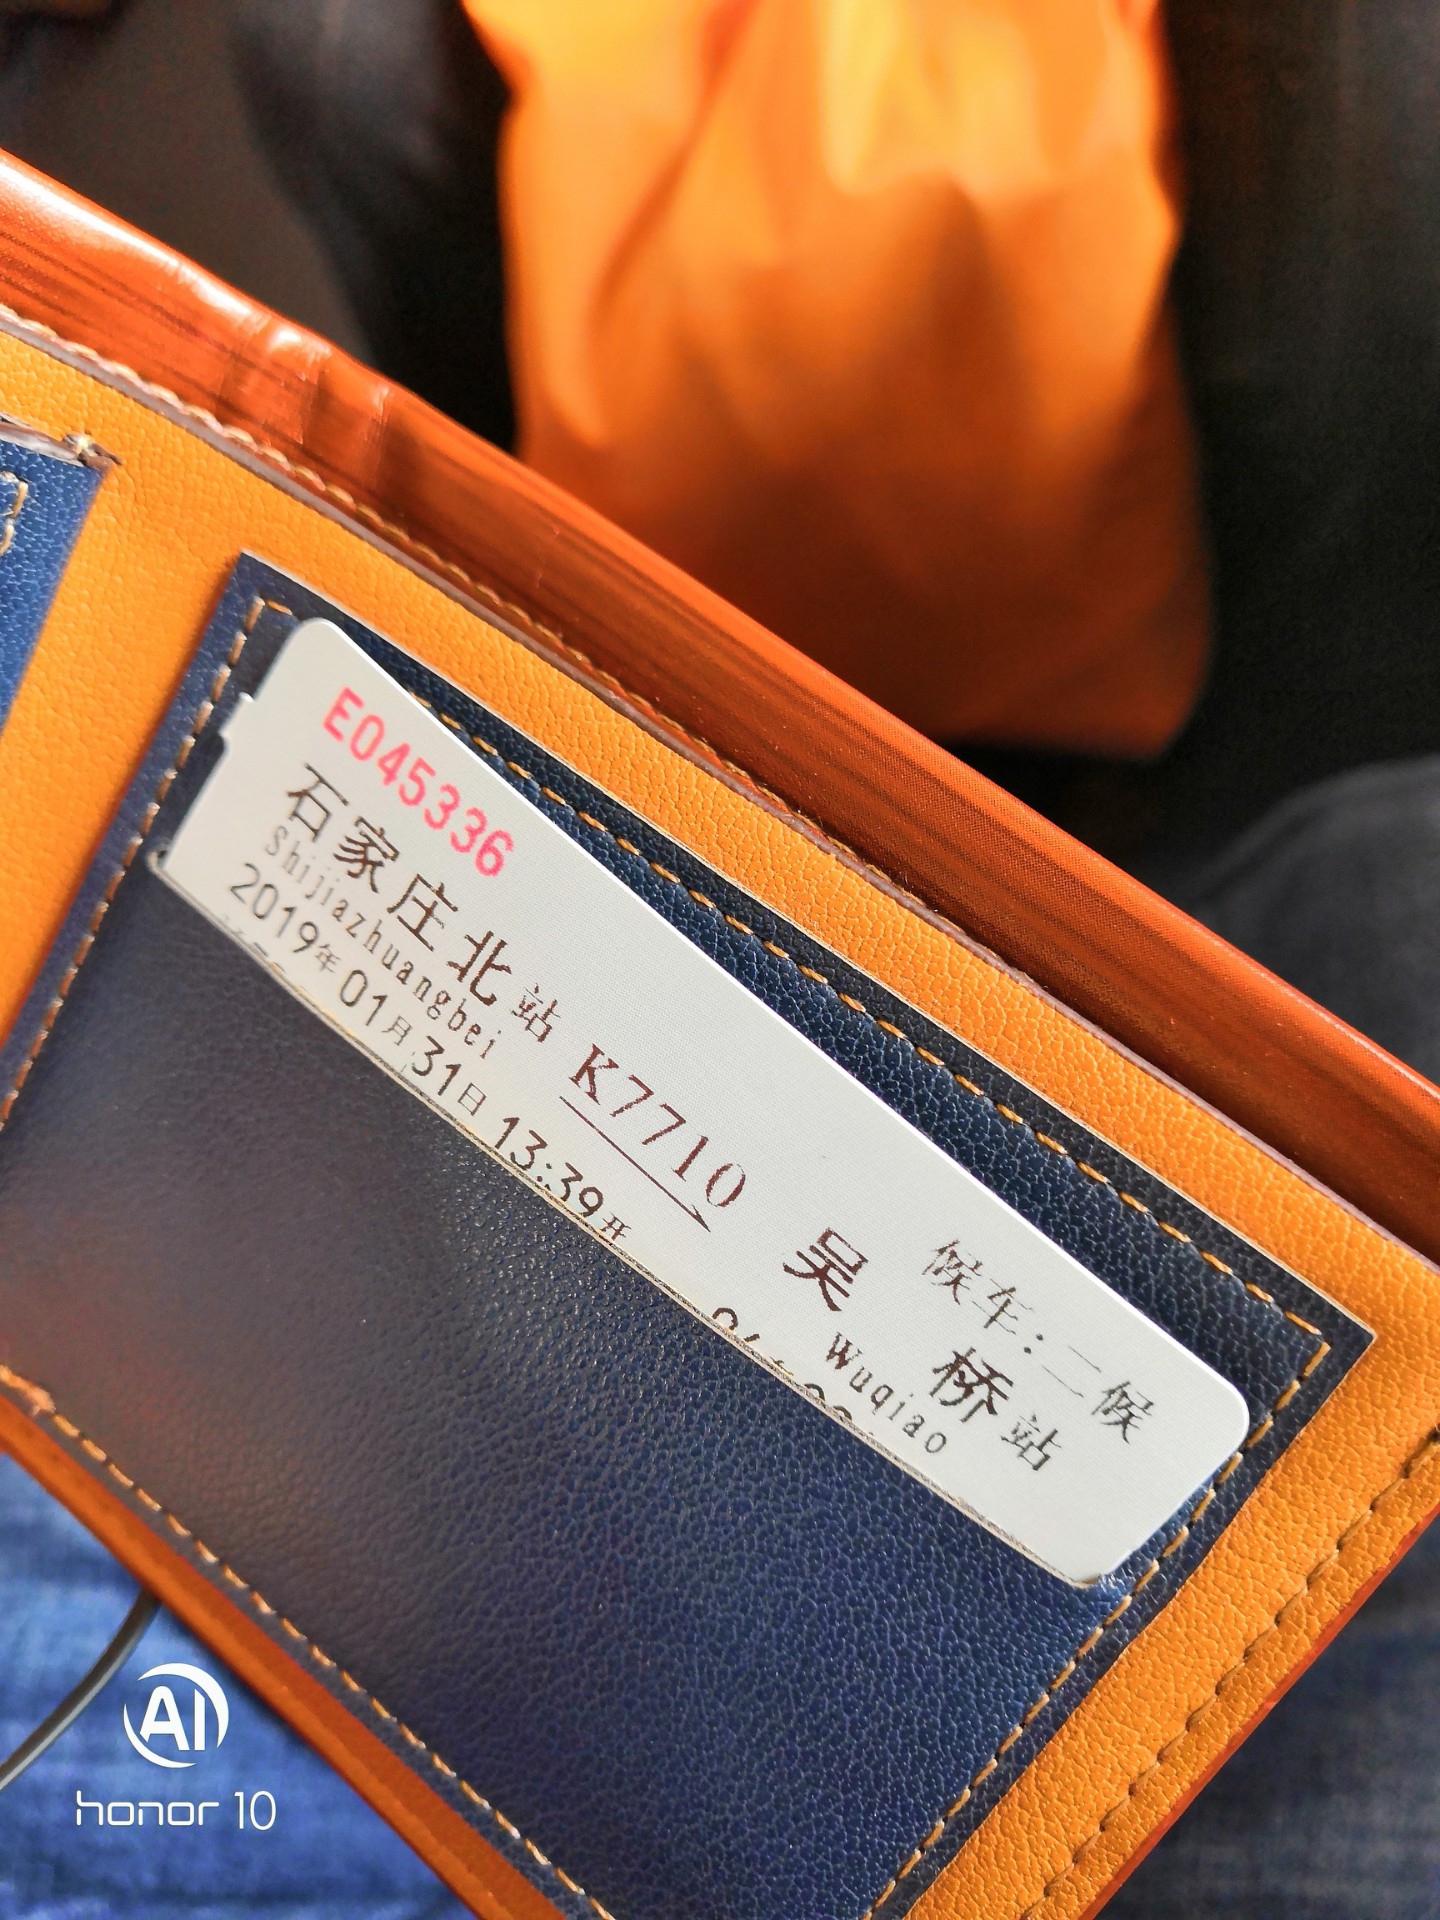 E045336
候车:二候
石家庄北站 K7710 吴桥站
Shijiazhuangbei Wuqiao
2019年01月31日 13:39开
AI
honor 10